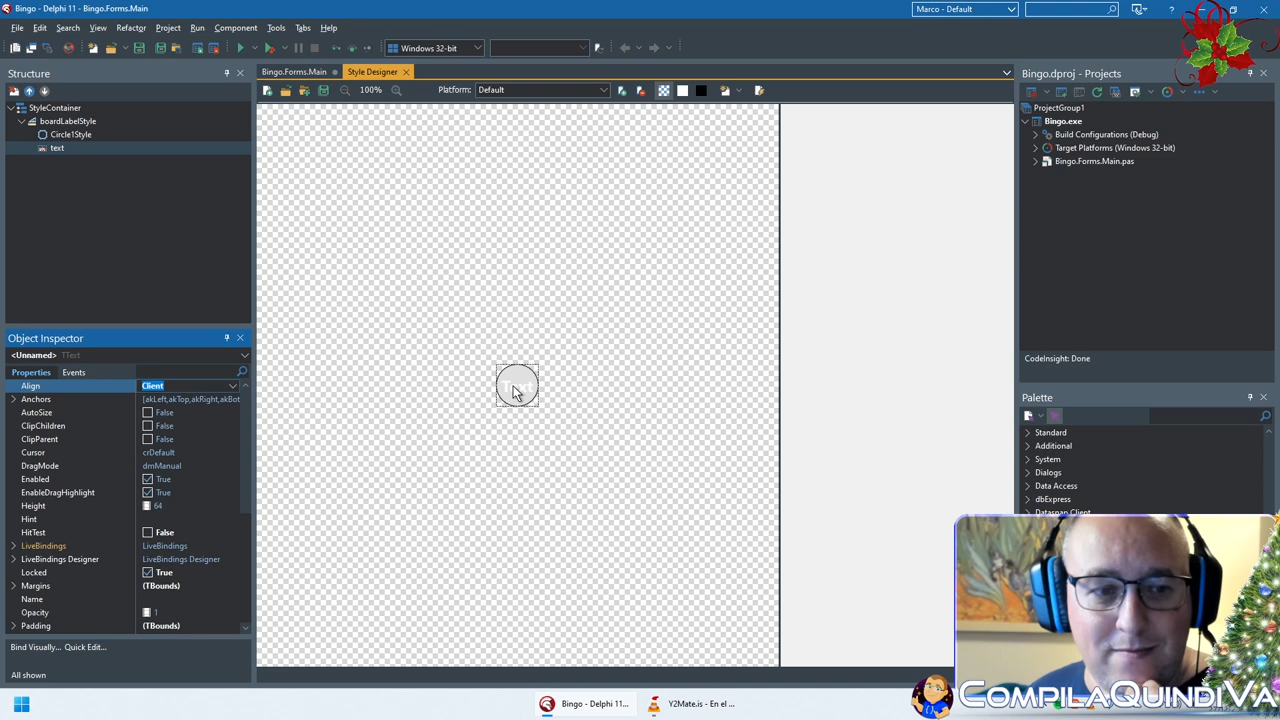 Bingo - Delphi 11 - Bingo.Forms.Main
Marco - Default
File Edit Search View Refactor Project Run Component Tools Tabs Help
Windows 32-bit
Structure
StyleContainer
boardLabelStyle
Circle1Style
text
Object Inspector
<Unnamed> TText
Properties Events
Align Client
Anchors [akLeft,akTop,akRight,akBot
AutoSize False
ClipChildren False
ClipParent False
Cursor crDefault
DragMode dmManual
Enabled True
EnableDragHighlight True
Height 64
Hint
HitTest False
LiveBindings LiveBindings
LiveBindings Designer LiveBindings Designer
Locked True
Margins (TBounds)
Name
Opacity 1
Padding (TBounds)
Bind Visually... Quick Edit...
All shown
Bingo.Forms.Main Style Designer
100% Platform: Default
Text
Bingo.dproj - Projects
ProjectGroup1
Bingo.exe
Build Configurations (Debug)
Target Platforms (Windows 32-bit)
Bingo.Forms.Main.pas
CodeInsight: Done
Palette
Standard
Additional
System
Dialogs
Data Access
dbExpress
Datasnap Client
Bingo - Delphi 11...
Y2Mate.is - En el ...
CompilaQuindiVa